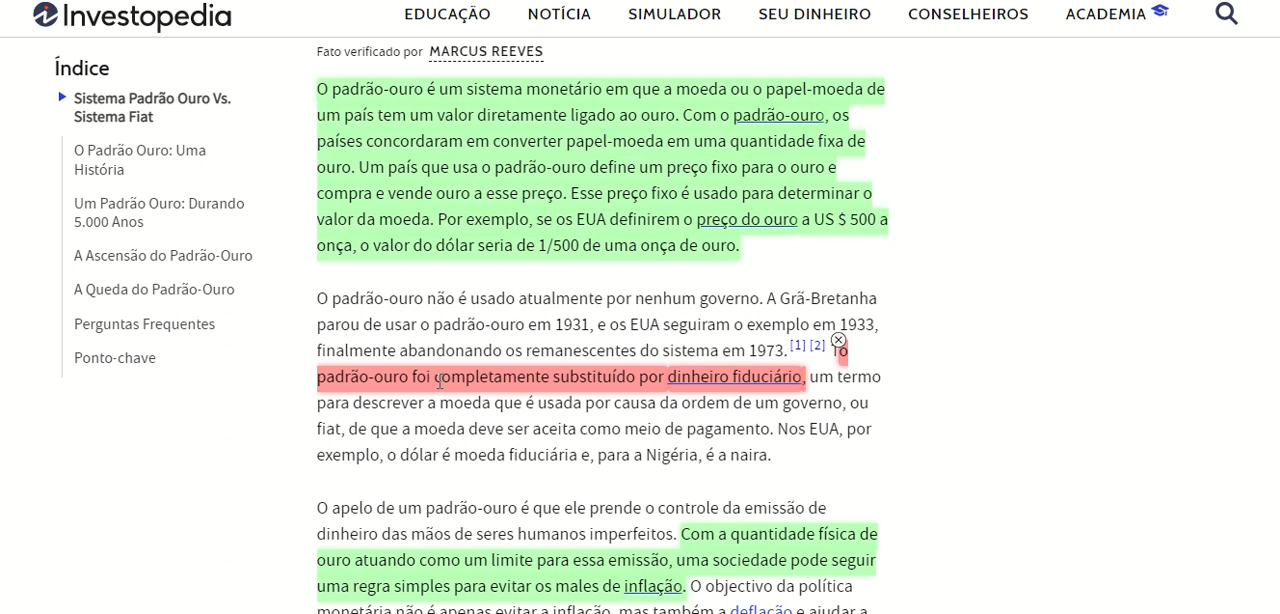 Investopedia
EDUCAÇÃO NOTÍCIA SIMULADOR SEU DINHEIRO CONSELHEIROS ACADEMIA
Fato verificado por MARCUS REEVES
Índice
Sistema Padrão Ouro Vs.
Sistema Fiat
O Padrão Ouro: Uma
História
Um Padrão Ouro: Durando
5.000 Anos
A Ascensão do Padrão-Ouro
A Queda do Padrão-Ouro
Perguntas Frequentes
Ponto-chave
O padrão-ouro é um sistema monetário em que a moeda ou o papel-moeda de
um país tem um valor diretamente ligado ao ouro. Com o padrão-ouro, os
países concordaram em converter papel-moeda em uma quantidade fixa de
ouro. Um país que usa o padrão-ouro define um preço fixo para o ouro e
compra e vende ouro a esse preço. Esse preço fixo é usado para determinar o
valor da moeda. Por exemplo, se os EUA definirem o preço do ouro a US $ 500 a
onça, o valor do dólar seria de 1/500 de uma onça de ouro.
O padrão-ouro não é usado atualmente por nenhum governo. A Grã-Bretanha
parou de usar o padrão-ouro em 1931, e os EUA seguiram o exemplo em 1933,
finalmente abandonando os remanescentes do sistema em 1973. [1] [2] o
padrão-ouro foi completamente substituído por dinheiro fiduciário, um termo
para descrever a moeda que é usada por causa da ordem de um governo, ou
fiat, de que a moeda deve ser aceita como meio de pagamento. Nos EUA, por
exemplo, o dólar é moeda fiduciária e, para a Nigéria, é a naira.
O apelo de um padrão-ouro é que ele prende o controle da emissão de
dinheiro das mãos de seres humanos imperfeitos. Com a quantidade física de
ouro atuando como um limite para essa emissão, uma sociedade pode seguir
uma regra simples para evitar os males de inflação. O objectivo da política
monetária não é apenas evitar a inflação, mas também a deflação e ajudar a